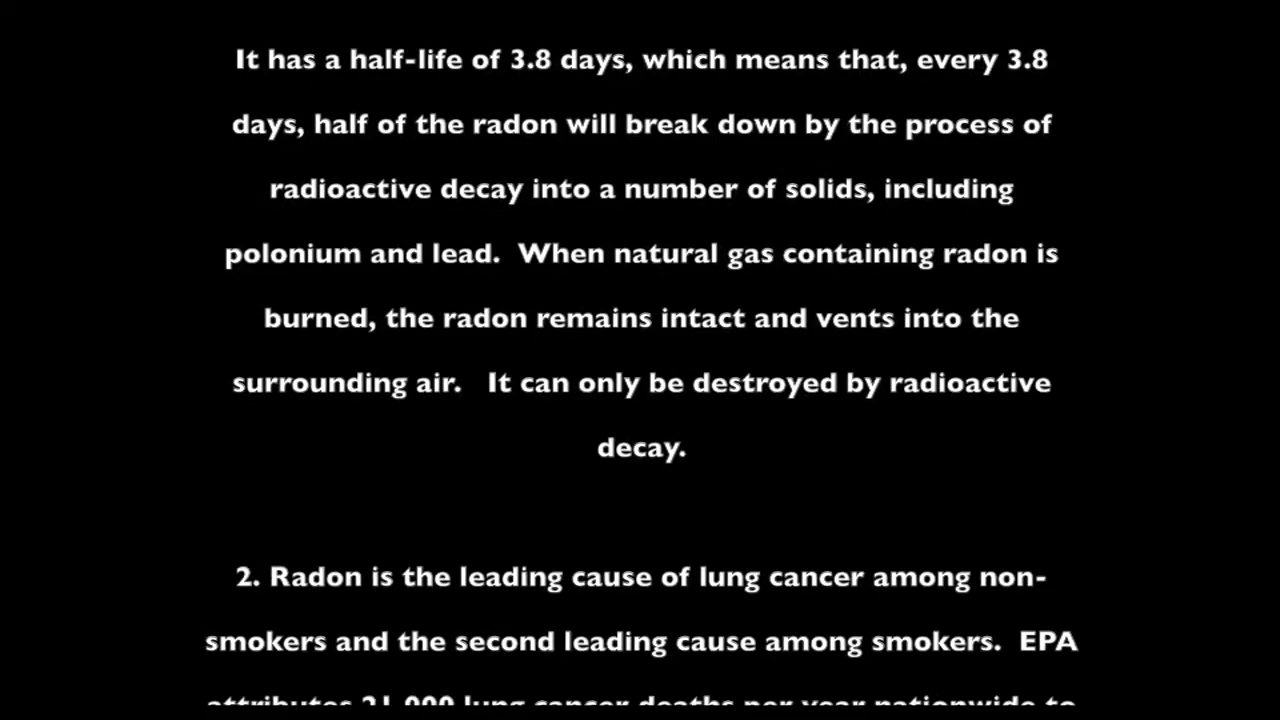 It has a half-life of 3.8 days, which means that, every 3.8
days, half of the radon will break down by the process of
radioactive decay into a number of solids, including
polonium and lead.  When natural gas containing radon is
burned, the radon remains intact and vents into the
surrounding air.   It can only be destroyed by radioactive
decay.
2. Radon is the leading cause of lung cancer among non-
smokers and the second leading cause among smokers.  EPA
attributes 21,000 lung cancer deaths per year nationwide to